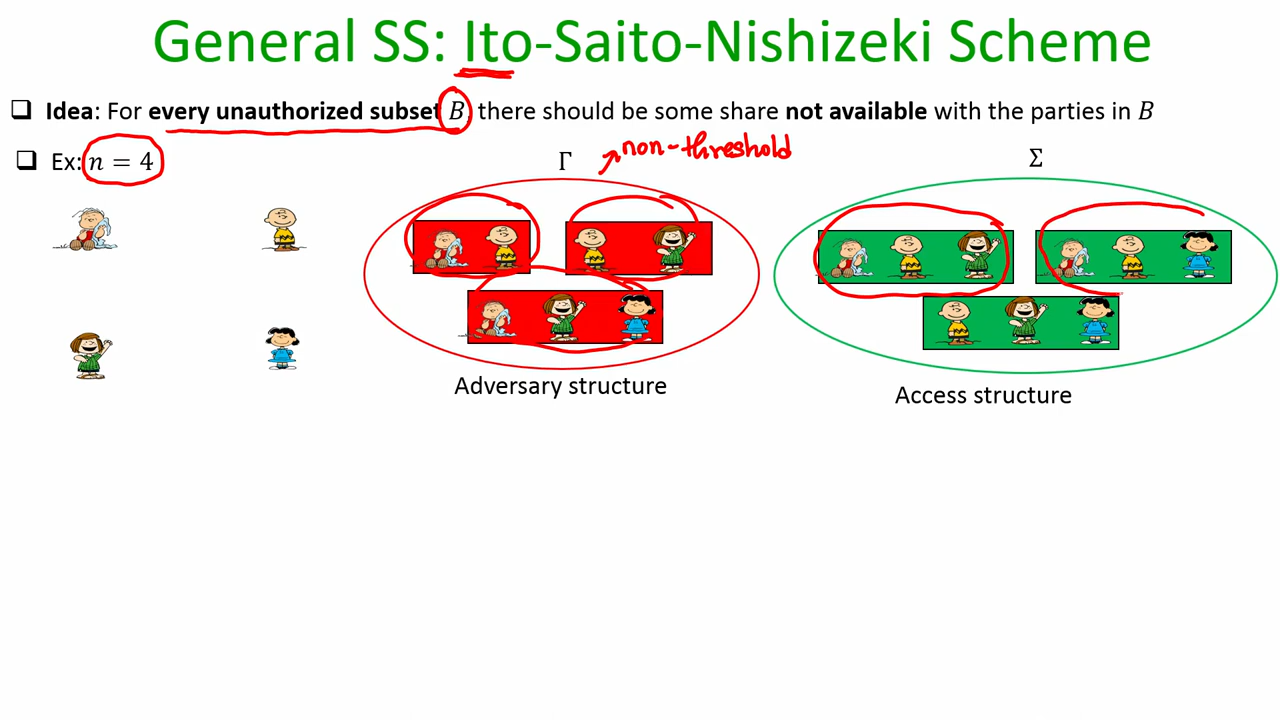 General SS: Ito-Saito-Nishizeki Scheme
❑ Idea: For every unauthorized subset B, there should be some share not available with the parties in B
❑ Ex: n = 4
non-threshold
Γ
Σ
Adversary structure
Access structure